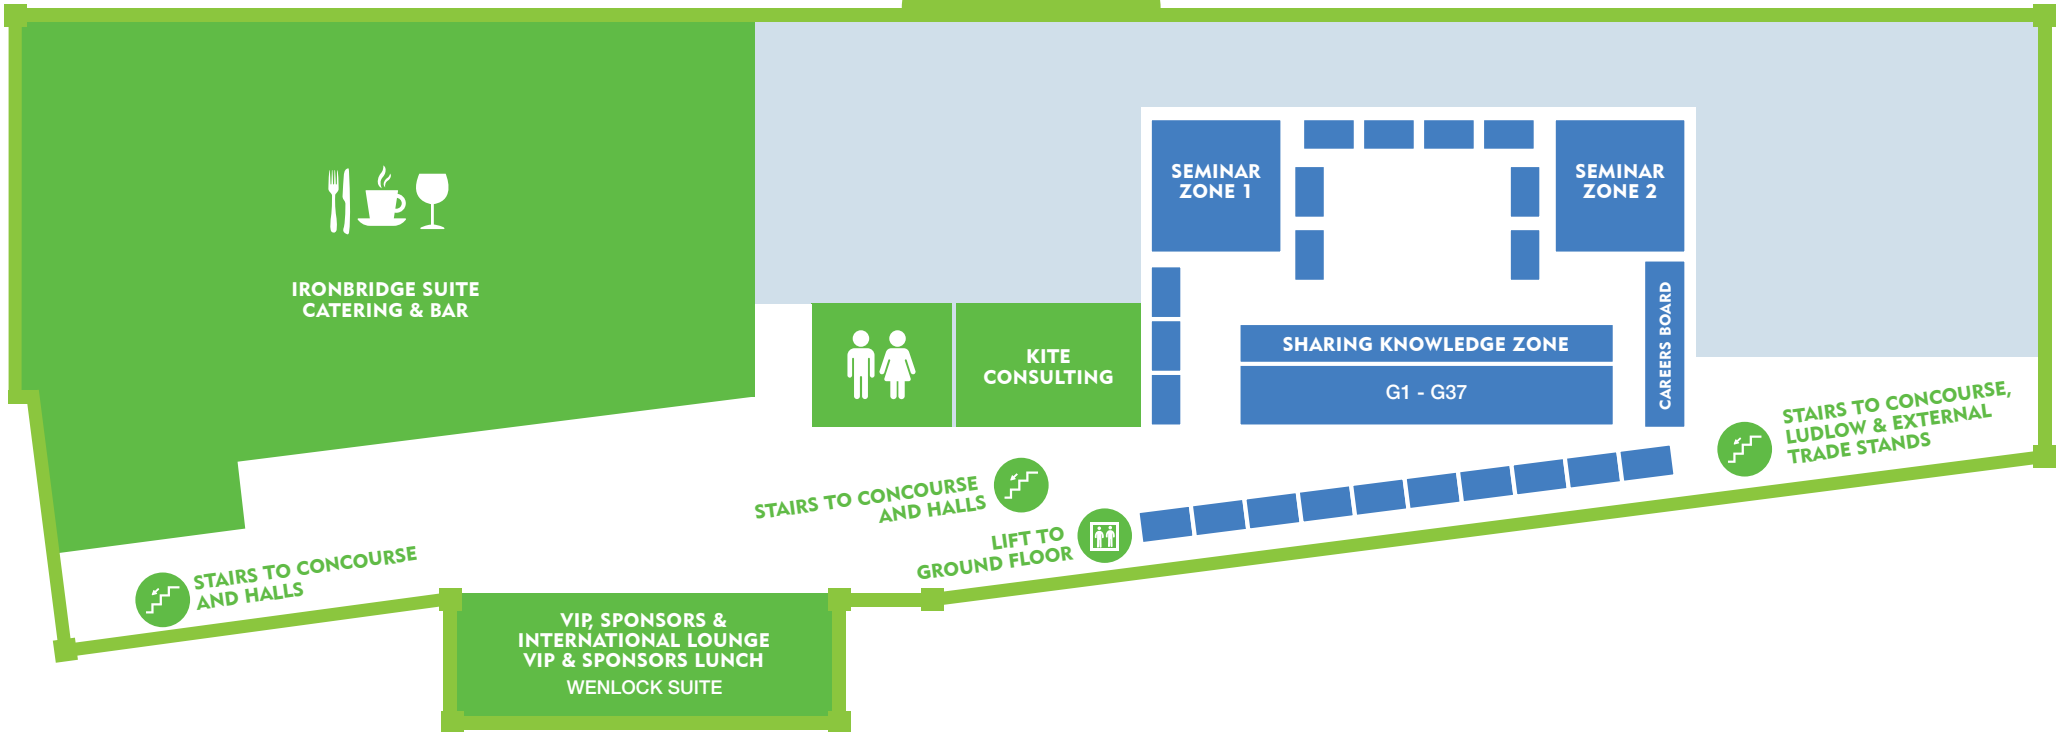 IRONBRIDGE SUITE
CATERING & BAR
SEMINAR
ZONE 1
SEMINAR
ZONE 2
KITE
CONSULTING
SHARING KNOWLEDGE ZONE
G1 - G37
CAREERS BOARD
STAIRS TO CONCOURSE,
LUDLOW & EXTERNAL
TRADE STANDS
STAIRS TO CONCOURSE
AND HALLS
LIFT TO
GROUND FLOOR
STAIRS TO CONCOURSE
AND HALLS
VIP, SPONSORS &
INTERNATIONAL LOUNGE
VIP & SPONSORS LUNCH
WENLOCK SUITE